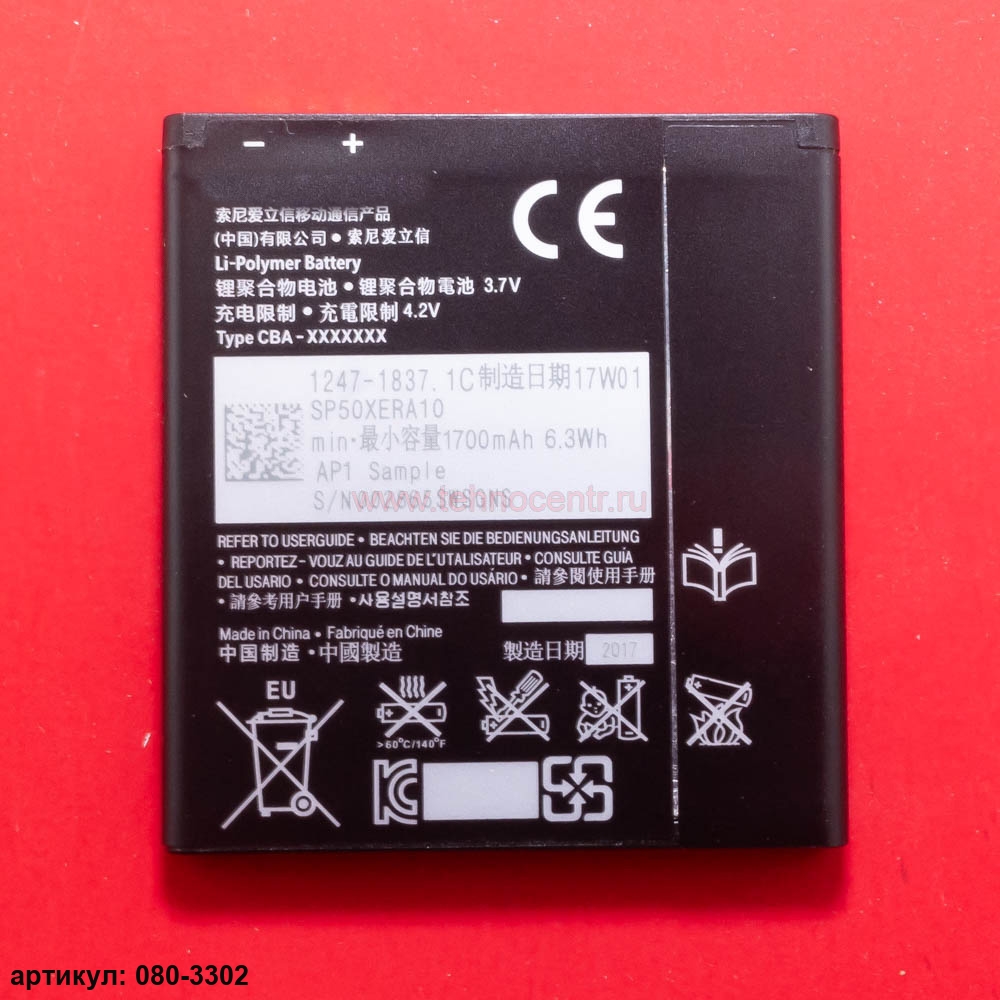 − +
CE
索尼爱立信移动通信产品
(中国)有限公司 • 索尼爱立信
Li-Polymer Battery
锂聚合物电池 • 锂聚合物電池 3.7V
充电限制 • 充電限制 4.2V
Type CBA - XXXXXXX
1247-1837.1C制造日期17W01
SP50XERA10
min·最小容量1700mAh 6.3Wh
API Sample
S/N
www.tehnocentr.ru
REFER TO USERGUIDE • BEACHTEN SIE DIE BEDIENUNGSANLEITUNG
• REPORTEZ - VOUZ AU GUIDE DE L'UTILISATEUR • CONSULTE GUÍA
DEL USARIO • CONSULTE O MANUAL DO USÁRIO • 請參閱使用手册
• 請參考用户手册 • 사용설명서참조
Made in China • Fabriqué en Chine
中国制造 • 中國製造 製造日期 2017
EU
>60°C/140°F
артикул: 080-3302